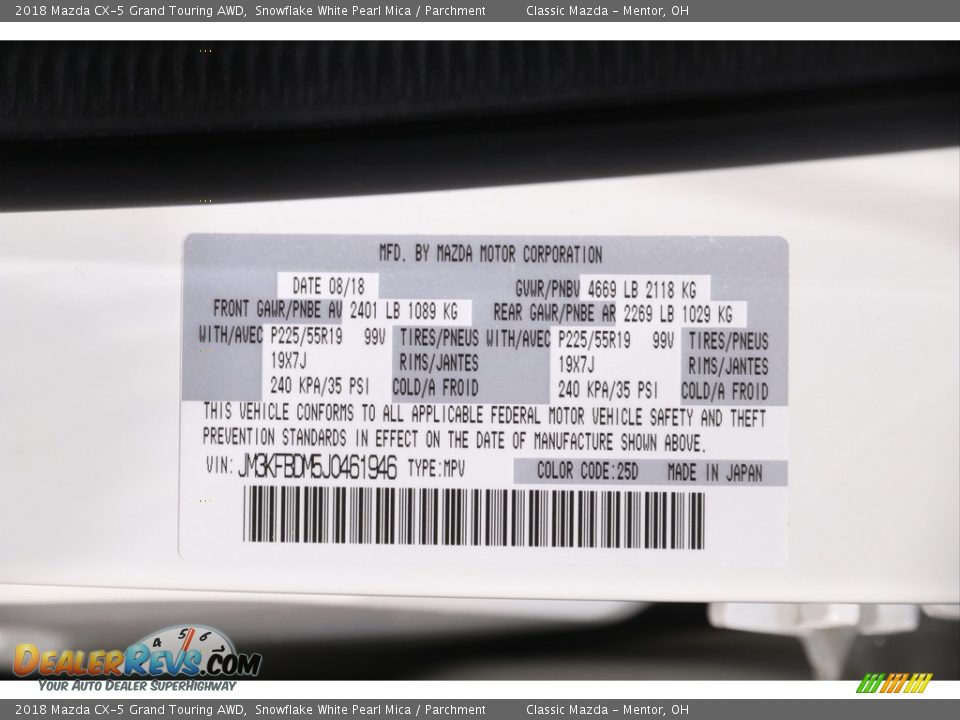 2018 Mazda CX-5 Grand Touring AWD,  Snowflake White Pearl Mica / Parchment  Classic Mazda - Mentor, OH
MFD. BY MAZDA MOTOR CORPORATION
DATE 08/18  GVWR/PNBV 4669 LB 2118 KG
FRONT GAWR/PNBE AV 2401 LB 1089 KG  REAR GAWR/PNBE AR 2269 LB 1029 KG
WITH/AVEC P225/55R19 99V TIRES/PNEUS WITH/AVEC P225/55R19 99V TIRES/PNEUS
19X7J RIMS/JANTES 19X7J RIMS/JANTES
240 KPA/35 PSI COLD/A FROID 240 KPA/35 PSI COLD/A FROID
THIS VEHICLE CONFORMS TO ALL APPLICABLE FEDERAL MOTOR VEHICLE SAFETY AND THEFT
PREVENTION STANDARDS IN EFFECT ON THE DATE OF MANUFACTURE SHOWN ABOVE.
VIN: JM3KFBDM5J0461946 TYPE:MPV COLOR CODE:25D MADE IN JAPAN
4 5 6
DEALERREVS.COM
YOUR AUTO DEALER SUPERHIGHWAY
2018 Mazda CX-5 Grand Touring AWD,  Snowflake White Pearl Mica / Parchment  Classic Mazda - Mentor, OH